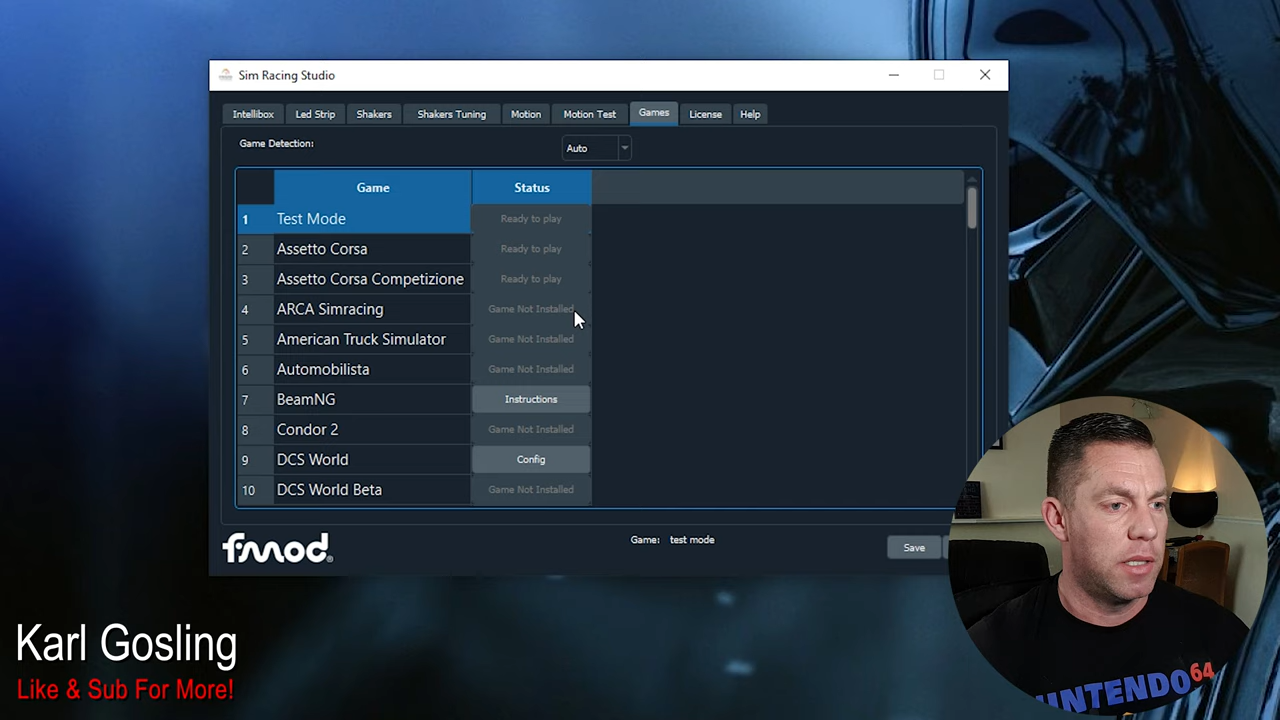 Sim Racing Studio
Intellibox Led Strip Shakers Shakers Tuning Motion Motion Test Games License Help
Game Detection: Auto
Game Status
1 Test Mode Ready to play
2 Assetto Corsa Ready to play
3 Assetto Corsa Competizione Ready to play
4 ARCA Simracing Game Not Installed
5 American Truck Simulator Game Not Installed
6 Automobilista Game Not Installed
7 BeamNG Instructions
8 Condor 2 Game Not Installed
9 DCS World Config
10 DCS World Beta Game Not Installed
fmod®
Game: test mode
Save
Karl Gosling
Like & Sub For More!
NINTENDO64